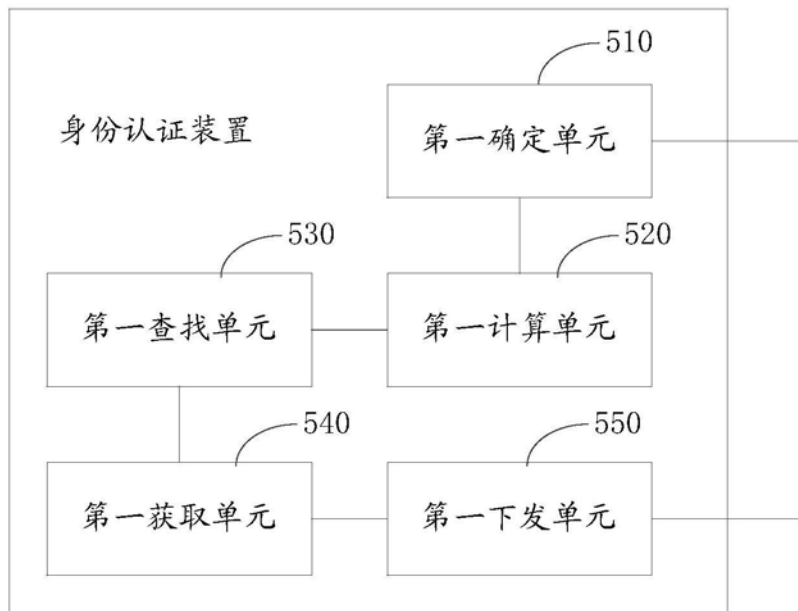 510
身份认证装置
第一确定单元
530
520
第一查找单元
第一计算单元
540
550
第一获取单元
第一下发单元